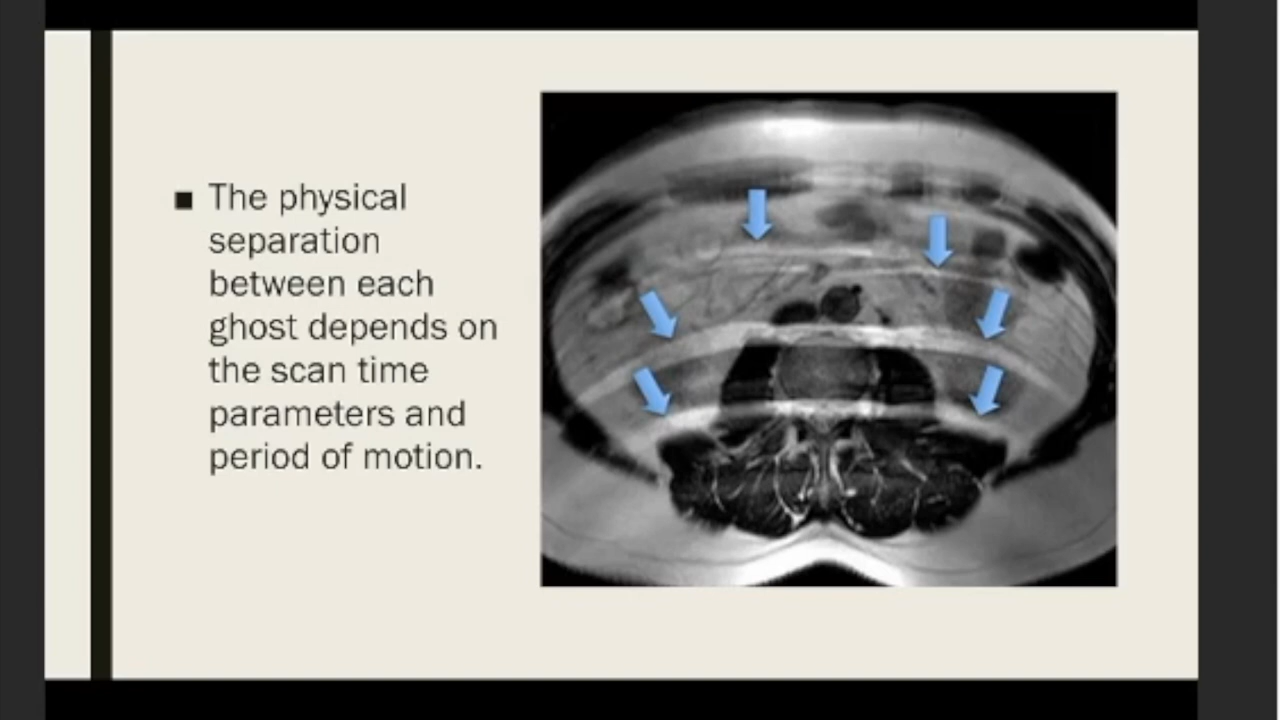 The physical
separation
between each
ghost depends on
the scan time
parameters and
period of motion.